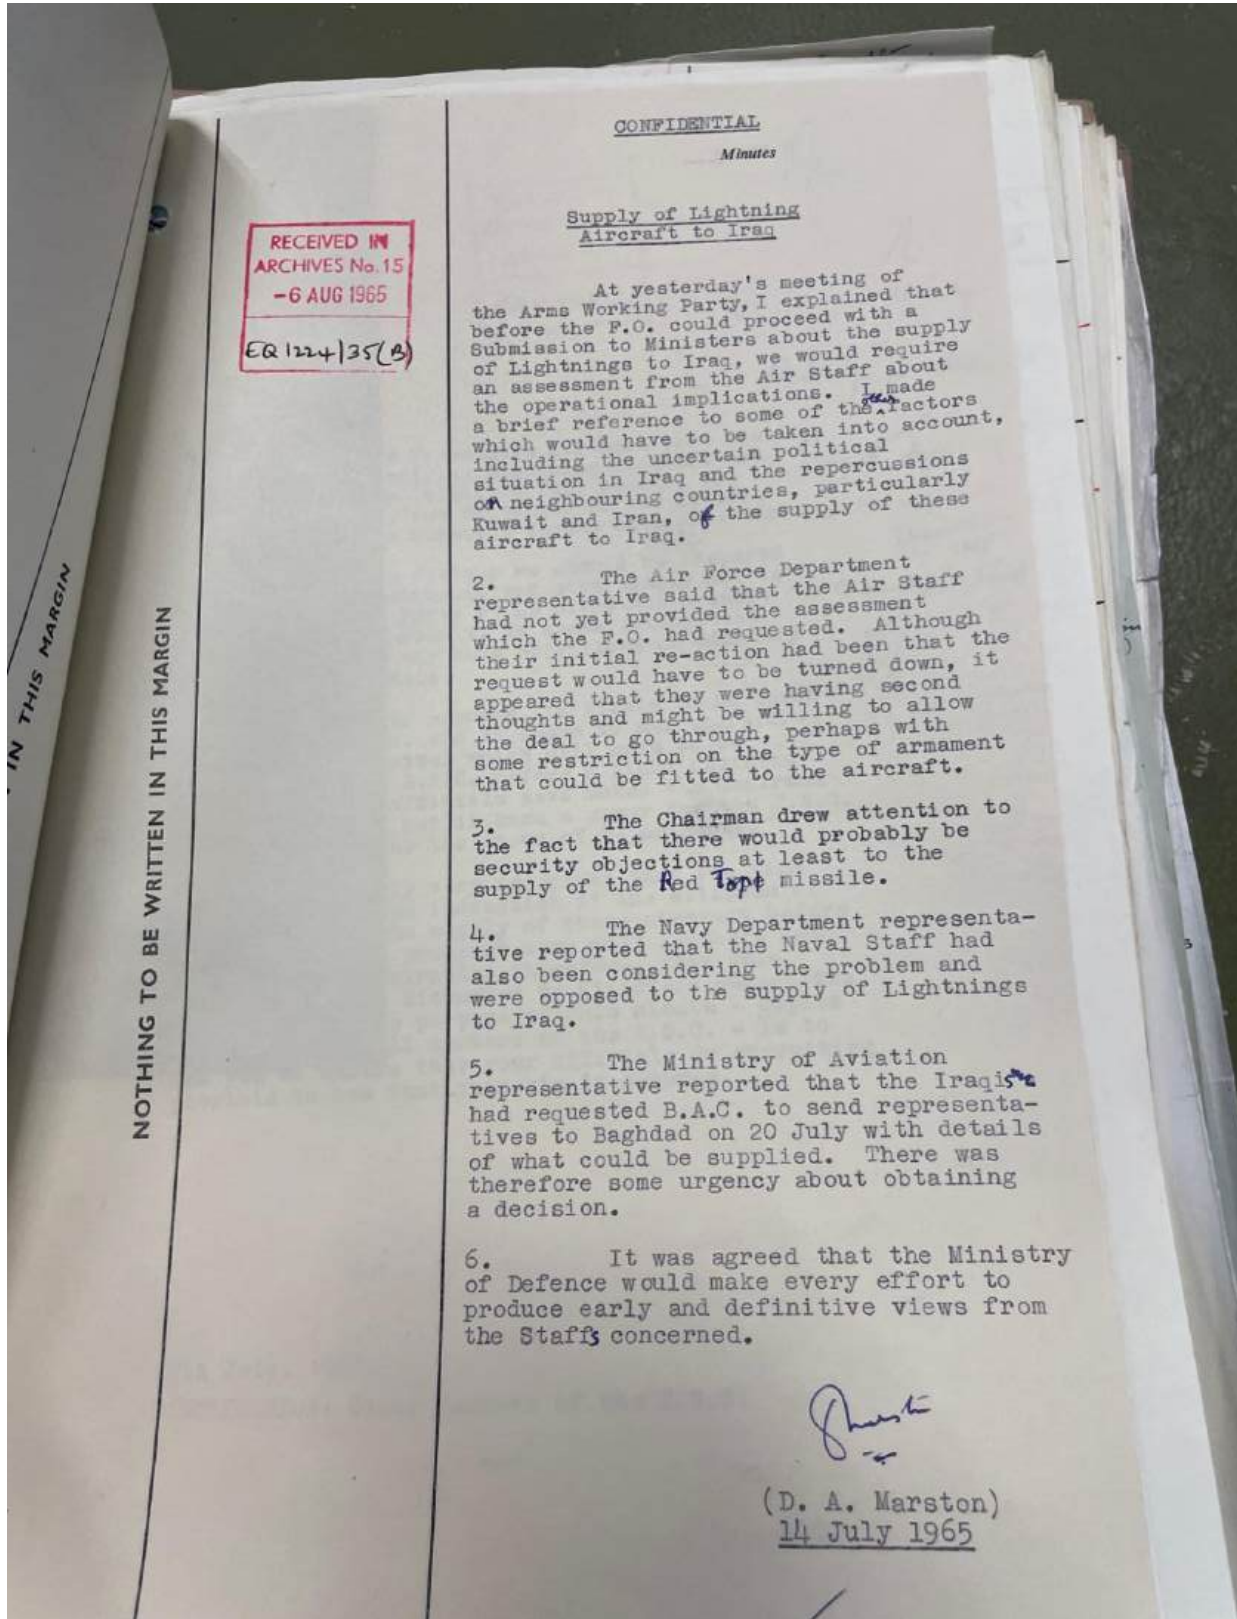 CONFIDENTIAL
Minutes
Supply of Lightning
Aircraft to Iraq
RECEIVED IN
ARCHIVES No. 15
-6 AUG 1965
EQ 1224/35(B)
At yesterday's meeting of
the Arms Working Party, I explained that
before the F.O. could proceed with a
Submission to Ministers about the supply
of Lightnings to Iraq, we would require
an assessment from the Air Staff about
the operational implications. I made
a brief reference to some of the other factors
which would have to be taken into account,
including the uncertain political
situation in Iraq and the repercussions
on neighbouring countries, particularly
Kuwait and Iran, of the supply of these
aircraft to Iraq.
2. The Air Force Department
representative said that the Air Staff
had not yet provided the assessment
which the F.O. had requested. Although
their initial re-action had been that the
request would have to be turned down, it
appeared that they were having second
thoughts and might be willing to allow
the deal to go through, perhaps with
some restriction on the type of armament
that could be fitted to the aircraft.
3. The Chairman drew attention to
the fact that there would probably be
security objections at least to the
supply of the Red missile.
4. The Navy Department representa-
tive reported that the Naval Staff had
also been considering the problem and
were opposed to the supply of Lightnings
to Iraq.
5. The Ministry of Aviation
representative reported that the Iraqis
had requested B.A.C. to send representa-
tives to Baghdad on 20 July with details
of what could be supplied. There was
therefore some urgency about obtaining
a decision.
6. It was agreed that the Ministry
of Defence would make every effort to
produce early and definitive views from
the Staffs concerned.
(D. A. Marston)
14 July 1965
NOTHING TO BE WRITTEN IN THIS MARGIN
IN THIS MARGIN